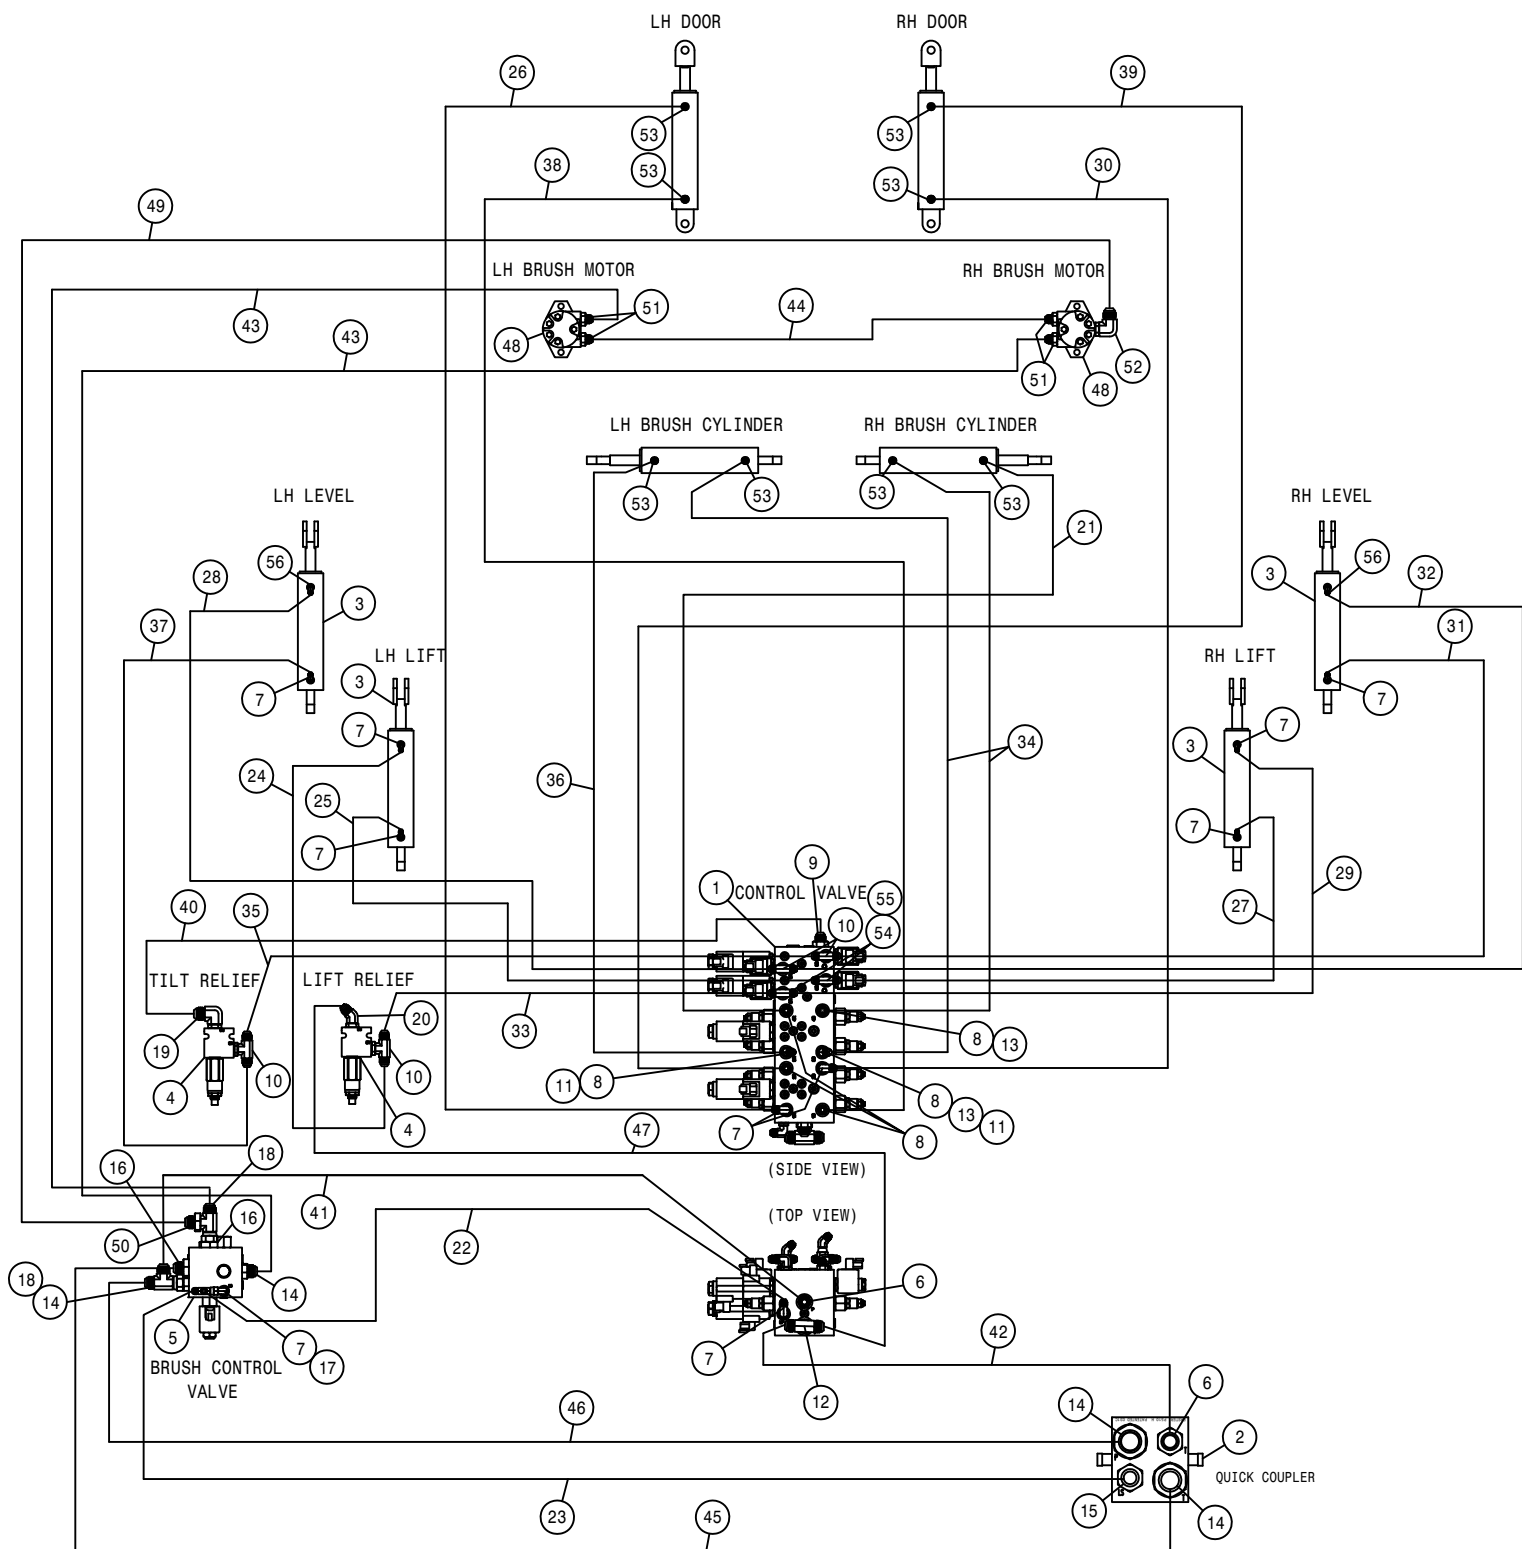 LH DOOR RH DOOR
26 39
53 53
38 53 53 30
49
LH BRUSH MOTOR RH BRUSH MOTOR
43 43 51 44
48 51 48 52
LH BRUSH CYLINDER RH BRUSH CYLINDER
53 53 53 53
LH LEVEL RH LEVEL
21
28 56 3 3 56 32
37 31
LH LIFT RH LIFT
7 3 7
7 3 7
24 36 34
25
7 7
9 29
1 CONTROL VALVE 55
40 35 10 54 27
TILT RELIEF LIFT RELIEF
20
19 33
10 10 8 13
4 11 8
4 7 8 13 11
8
47
16 18 (SIDE VIEW)
41
16 (TOP VIEW)
50 22
18 6
14 14
5 7 17 7 42
BRUSH CONTROL
VALVE
12
6
46 14
2
QUICK COUPLER
23 15 14
45